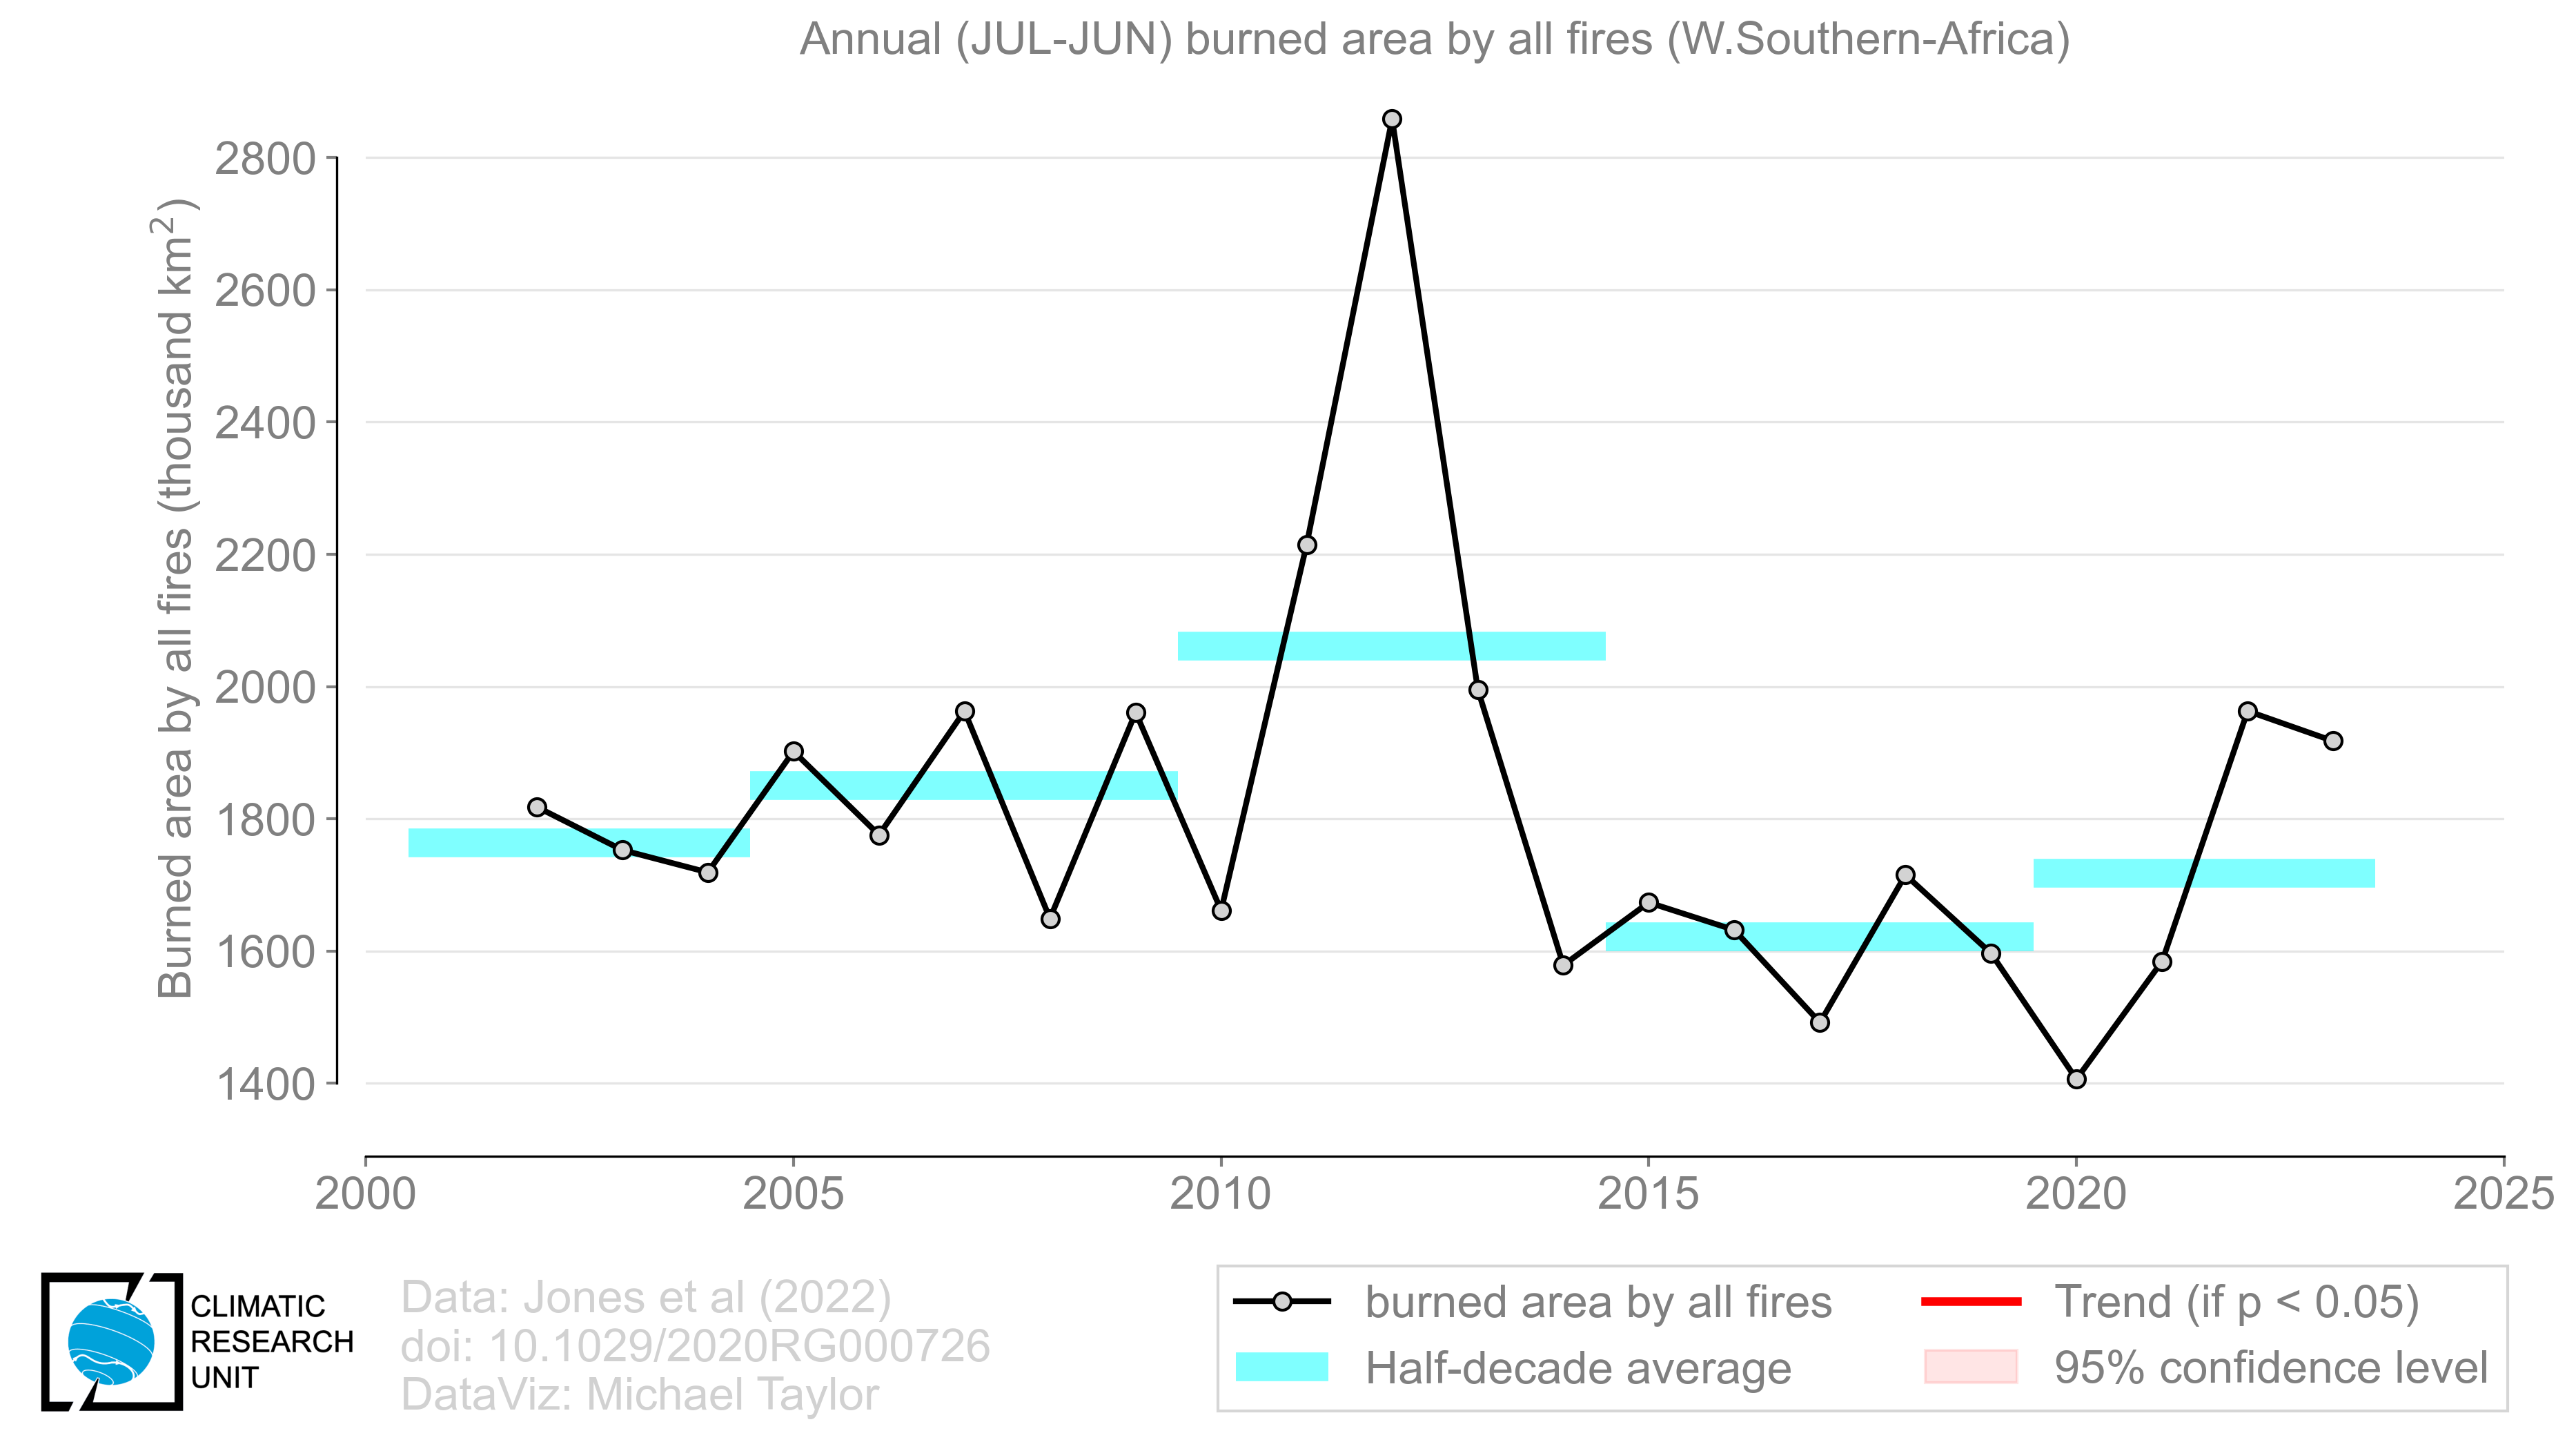 Annual (JUL-JUN) burned area by all fires (W.Southern-Africa)
Burned area by all fires (thousand km²)
2800
2600
2400
2200
2000
1800
1600
1400
2000
2005
2010
2015
2020
2025
CLIMATIC
RESEARCH
UNIT
Data: Jones et al (2022)
doi: 10.1029/2020RG000726
DataViz: Michael Taylor
burned area by all fires
Half-decade average
Trend (if p < 0.05)
95% confidence level